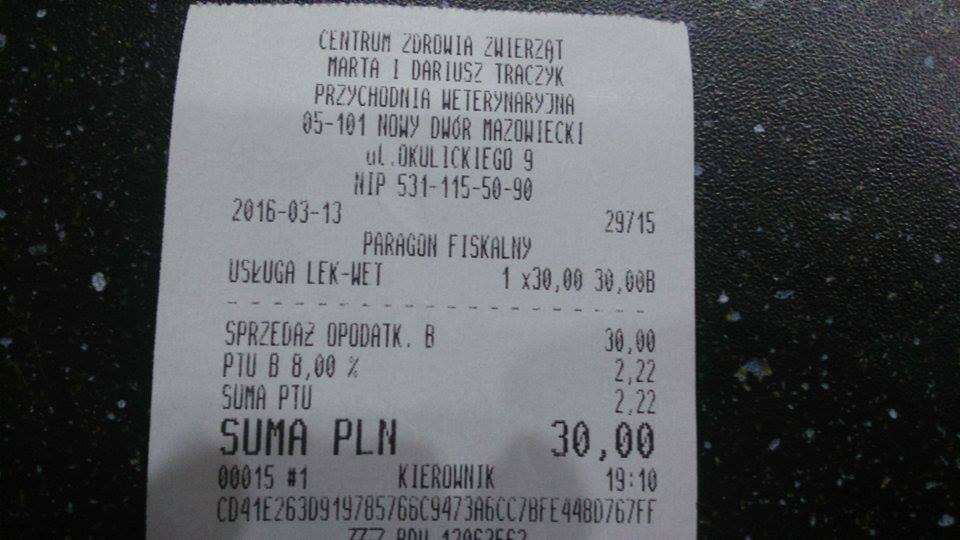 CENTRUM ZDROWIA ZWIERZĄT
MARTA I DARIUSZ TRACZYK
PRZYCHODNIA WETERYNARYJNA
05-101 NOWY DWÓR MAZOWIECKI
ul.OKULICKIEGO 9
NIP 531-115-50-90
2016-03-13 29715
PARAGON FISKALNY
USŁUGA LEK-WET 1 x30,00 30,00B
SPRZEDAŻ OPODATK. B 30,00
PTU B 8,00 % 2,22
SUMA PTU 2,22
SUMA PLN 30,00
00015 #1 KIEROWNIK 19:10
CD41E263D919785766C9473A6CC7BFE448D767FF